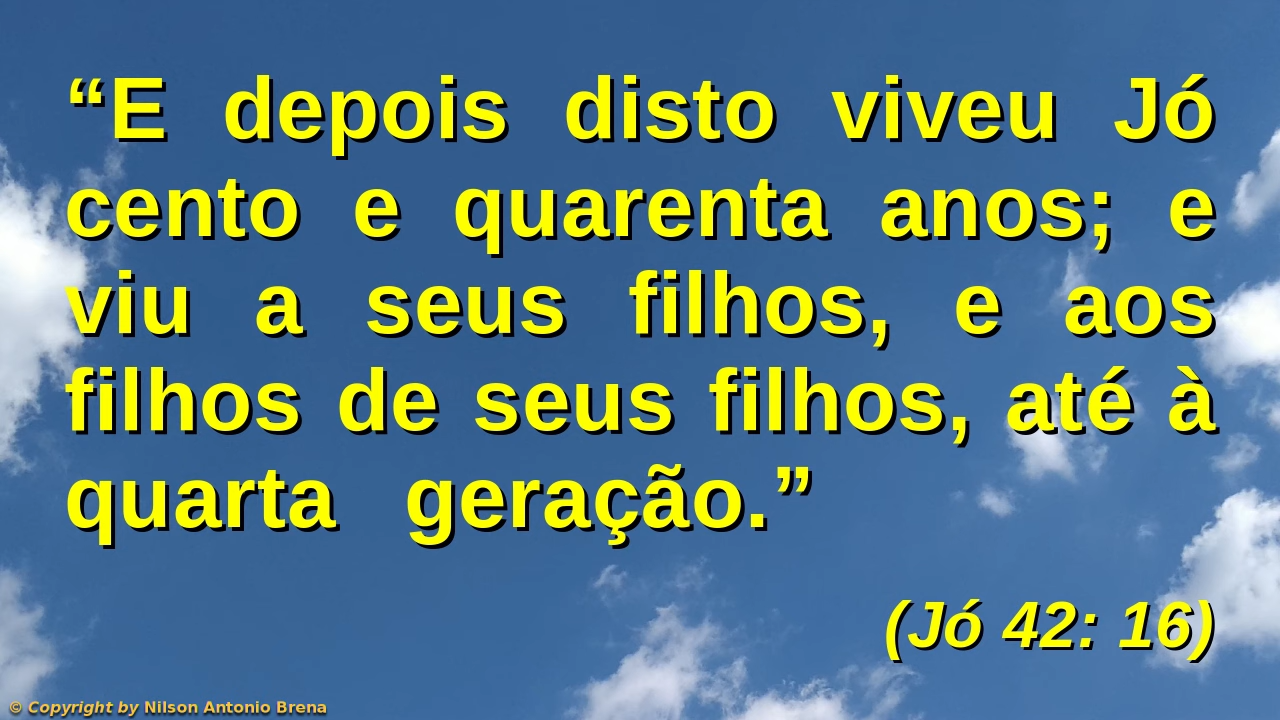 “E depois disto viveu Jó
cento e quarenta anos; e
viu a seus filhos, e aos
filhos de seus filhos, até à
quarta geração.”
(Jó 42: 16)
© Copyright by Nilson Antonio Brena